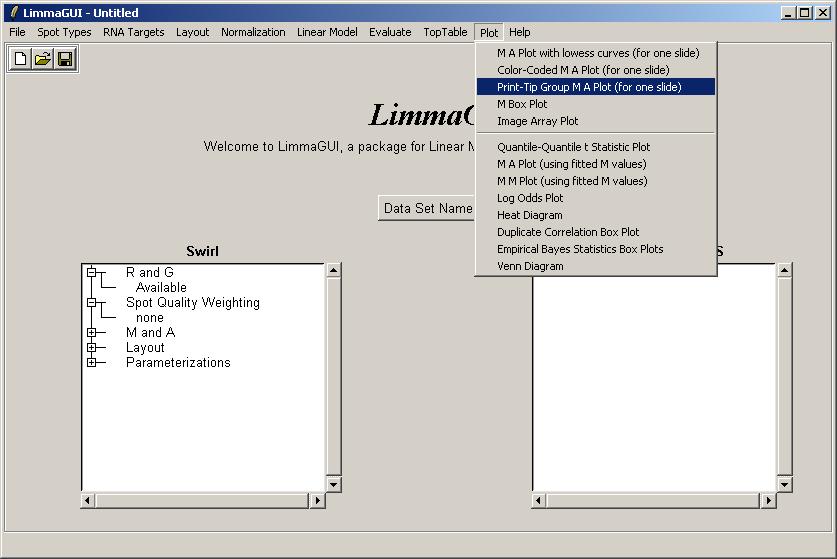 LimmaGUI - Untitled
File Spot Types RNA Targets Layout Normalization Linear Model Evaluate TopTable Plot Help
M A Plot with lowess curves (for one slide)
Color-Coded M A Plot (for one slide)
Print-Tip Group M A Plot (for one slide)
M Box Plot
Image Array Plot
Quantile-Quantile t Statistic Plot
M A Plot (using fitted M values)
M M Plot (using fitted M values)
Log Odds Plot
Heat Diagram
Duplicate Correlation Box Plot
Empirical Bayes Statistics Box Plots
Venn Diagram
Welcome to LimmaGUI, a package for Linear
Data Set Name
Swirl
R and G
Available
Spot Quality Weighting
none
M and A
Layout
Parameterizations